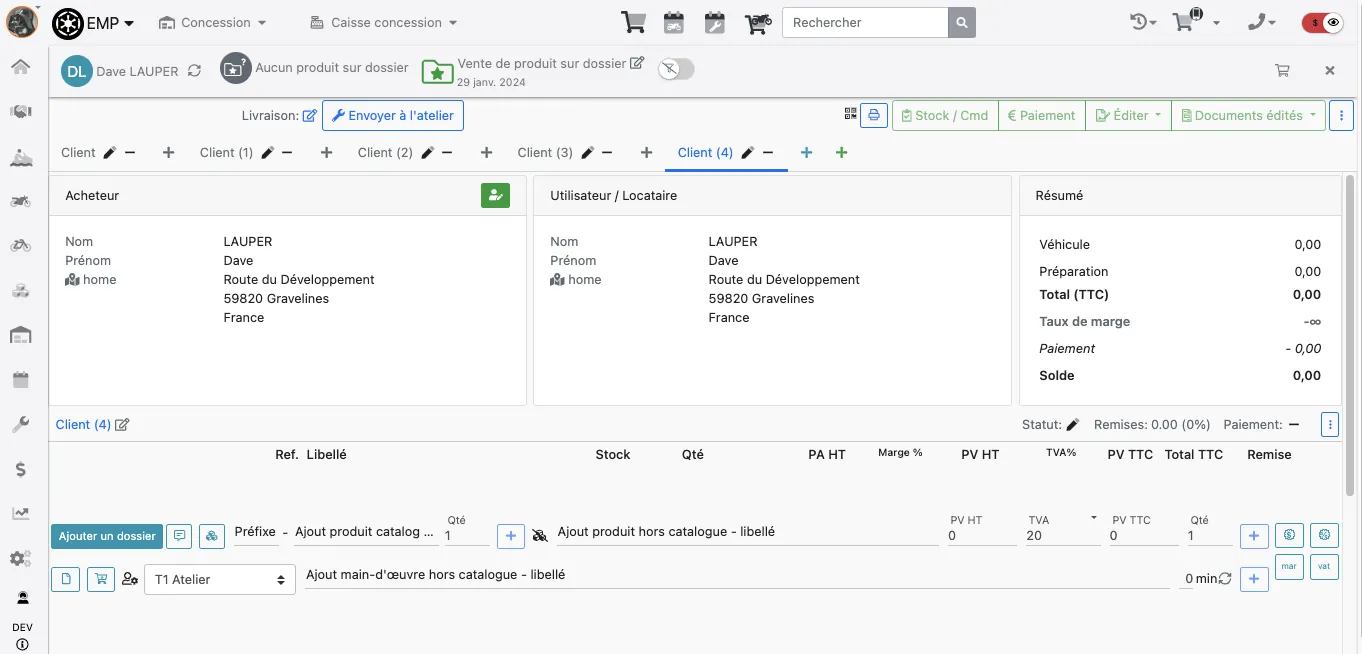 EMP Concession Caisse concession Rechercher $
DL Dave LAUPER ? Aucun produit sur dossier Vente de produit sur dossier
29 janv. 2024
Livraison: Envoyer à l'atelier Stock / Cmd € Paiement Éditer Documents édités
Client Client (1) Client (2) Client (3) Client (4)
Acheteur Utilisateur / Locataire Résumé
Nom LAUPER Nom LAUPER Véhicule 0,00
Prénom Dave Prénom Dave
home Route du Développement home Route du Développement Préparation 0,00
59820 Gravelines 59820 Gravelines Total (TTC) 0,00
France France Taux de marge -∞
Paiement - 0,00
Solde 0,00
Client (4) Statut: Remises: 0.00 (0%) Paiement: –
Ref. Libellé Stock Qté PA HT Marge % PV HT TVA% PV TTC Total TTC Remise
Qté PV HT TVA PV TTC Qté
Ajouter un dossier Préfixe - Ajout produit catalog ... 1 + Ajout produit hors catalogue - libellé 0 20 0 1 +
T1 Atelier Ajout main-d'œuvre hors catalogue - libellé 0 min + mar vat
DEV